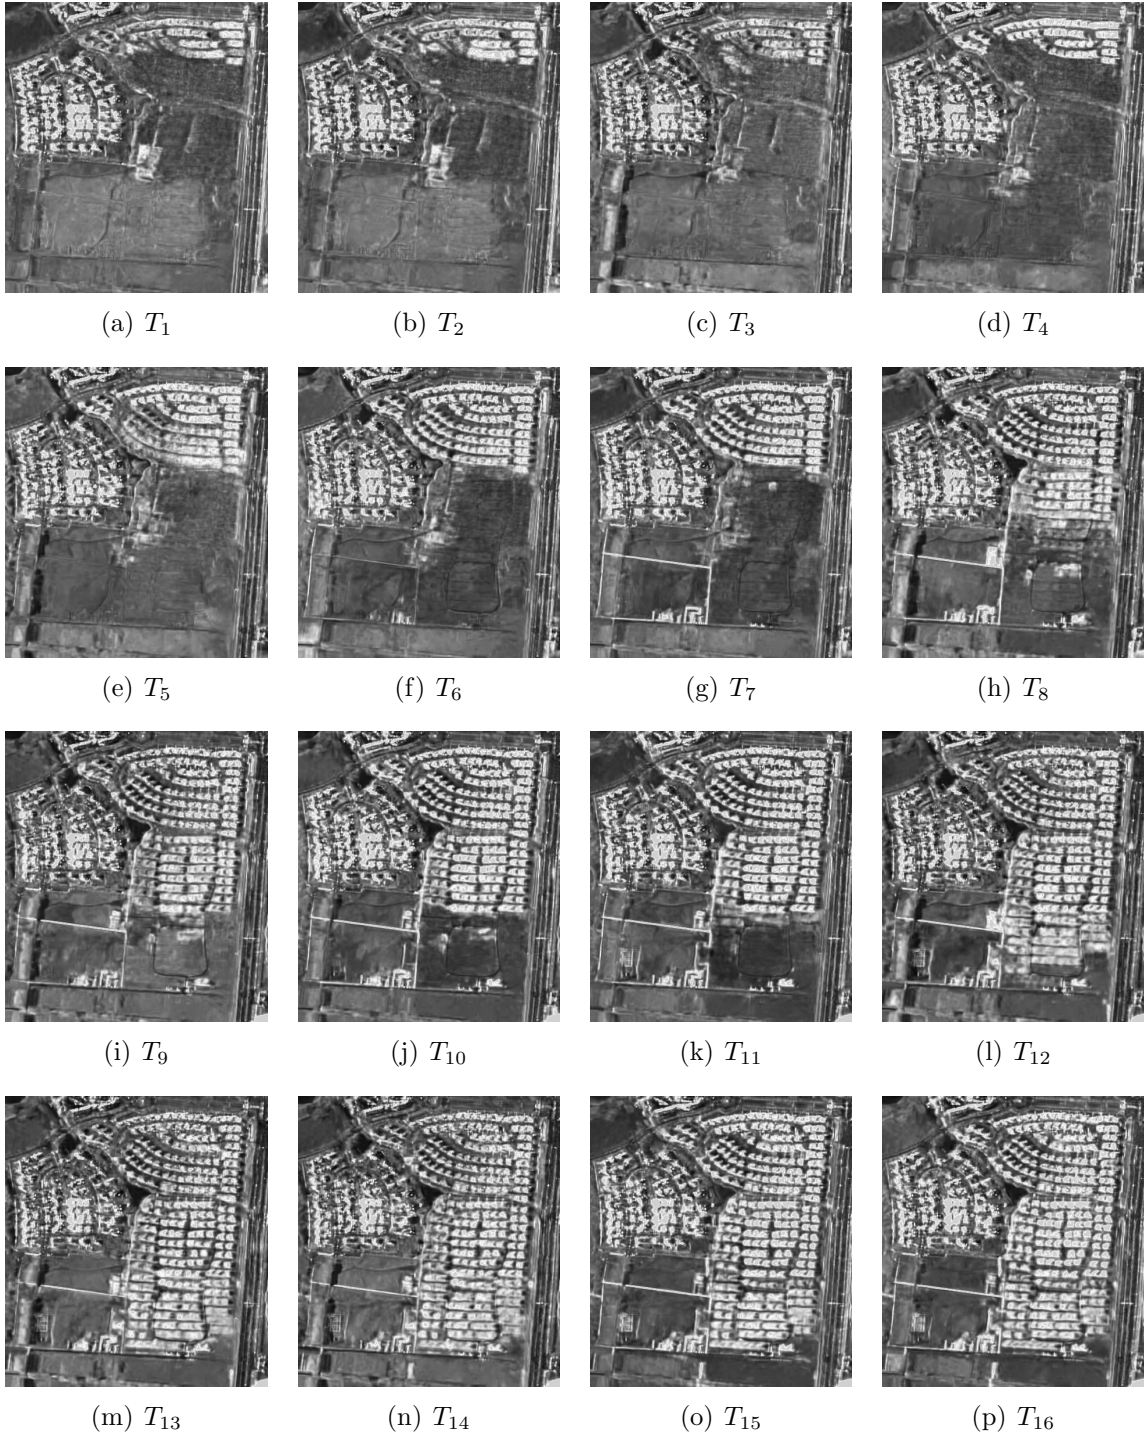 (a) T₁ (b) T₂ (c) T₃ (d) T₄
(e) T₅ (f) T₆ (g) T₇ (h) T₈
(i) T₉ (j) T₁₀ (k) T₁₁ (l) T₁₂
(m) T₁₃ (n) T₁₄ (o) T₁₅ (p) T₁₆